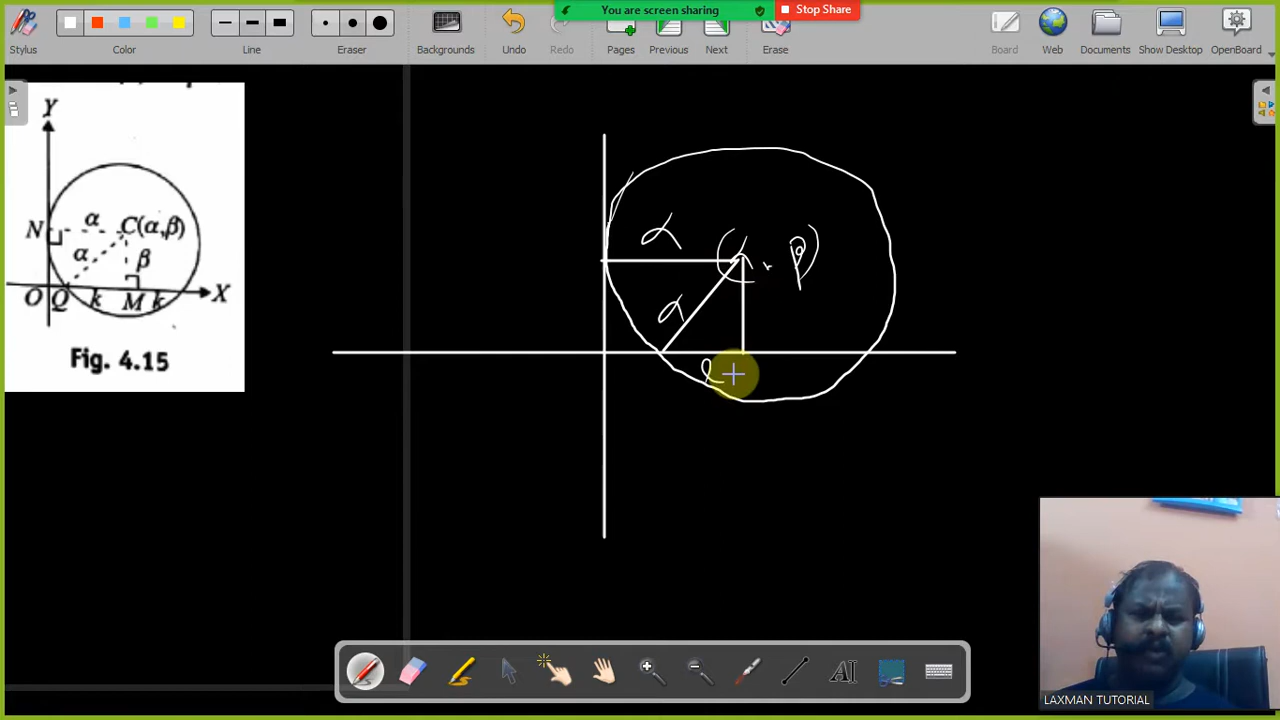 You are screen sharing Stop Share
Stylus Color Line Eraser Backgrounds Undo Redo Pages Previous Next Erase Board Web Documents Show Desktop OpenBoard
Y
N α C(α,β)
α β
O Q k M k X
Fig. 4.15
α (α, β)
α
l
AI
LAXMAN TUTORIAL